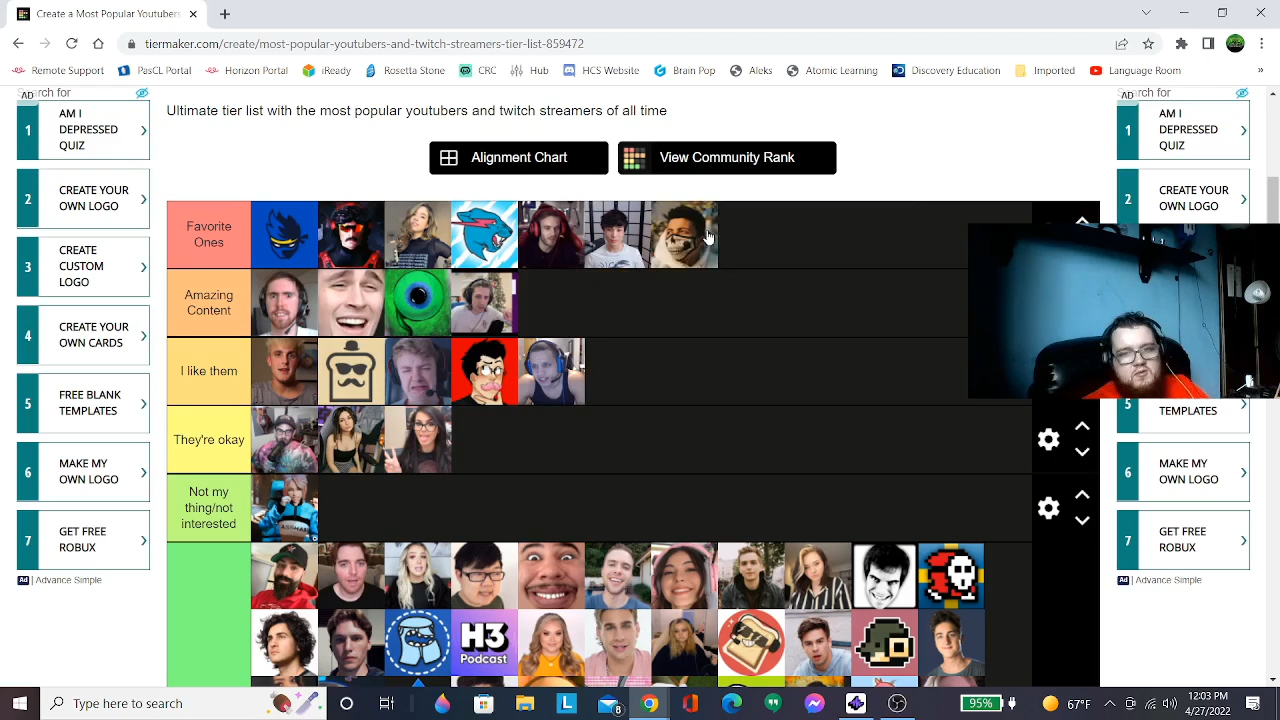 Create a Most popular Youtubers
tiermaker.com/create/most-popular-youtubers-and-twitch-streamers-tier-list-859472
Remote Support
PasCL Portal
Horizon Portal
iReady
Rosetta Stone
CRC
Hub
HCS Website
Brain Pop
Aleks
Atomic Learning
Discovery Education
Imported
Language Room
»
AD
Search for
1
AM I
DEPRESSED
QUIZ
2
CREATE YOUR
OWN LOGO
3
CREATE
CUSTOM
LOGO
4
CREATE YOUR
OWN CARDS
5
FREE BLANK
TEMPLATES
6
MAKE MY
OWN LOGO
7
GET FREE
ROBUX
Ad | Advance Simple
Ultimate tier list with the most popular youtubers and twitch streamers of all time
Alignment Chart
View Community Rank
Favorite
Ones
Amazing
Content
I like them
They're okay
Not my
thing/not
interested
H3
Podcast
AD
Search for
1
AM I
DEPRESSED
QUIZ
2
CREATE YOUR
5
TEMPLATES
6
MAKE MY
OWN LOGO
7
GET FREE
ROBUX
Ad | Advance Simple
Type here to search
95%
67°F
12:03 PM
4/27/2022